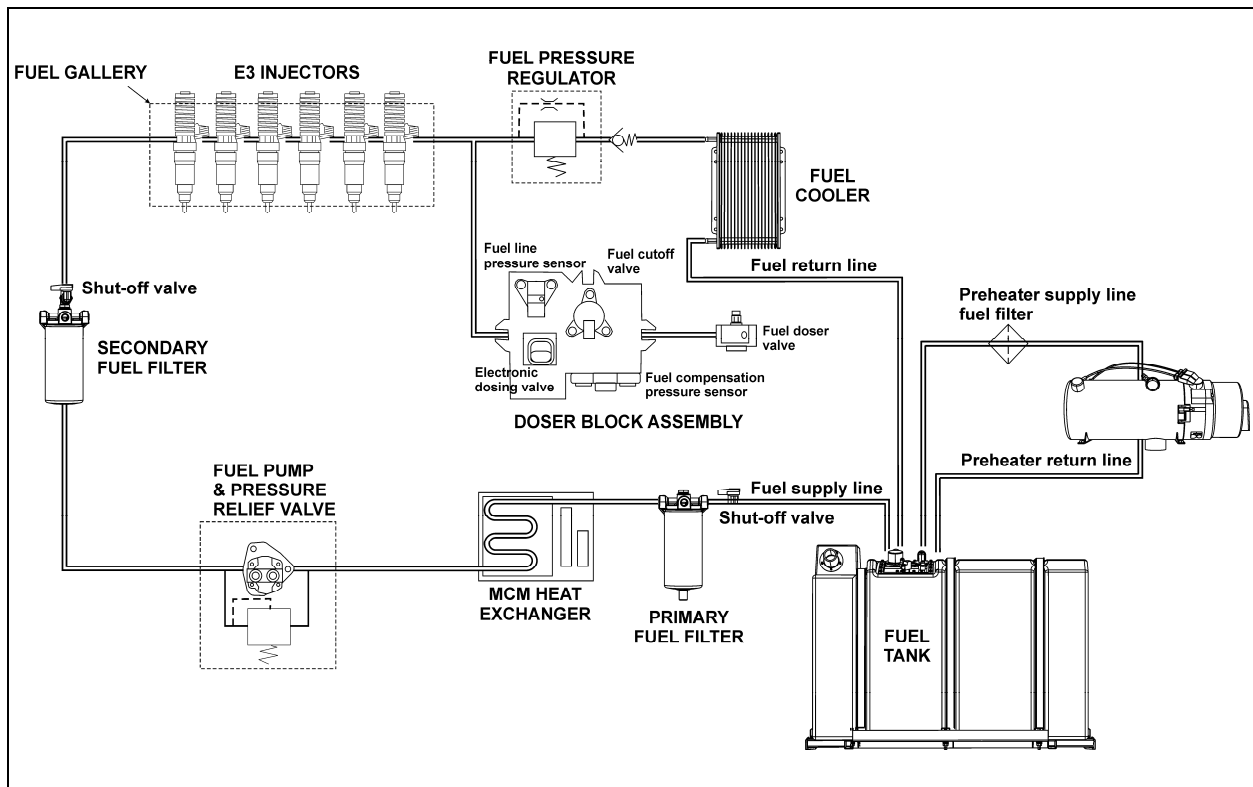 FUEL GALLERY
E3 INJECTORS
FUEL PRESSURE
REGULATOR
FUEL
COOLER
Fuel line
pressure sensor
Fuel cutoff
valve
Fuel return line
Shut-off valve
Preheater supply line
fuel filter
SECONDARY
FUEL FILTER
Fuel doser
valve
Electronic
dosing valve
Fuel compensation
pressure sensor
DOSER BLOCK ASSEMBLY
FUEL PUMP
& PRESSURE
RELIEF VALVE
Preheater return line
Fuel supply line
Shut-off valve
MCM HEAT
EXCHANGER
PRIMARY
FUEL FILTER
FUEL
TANK